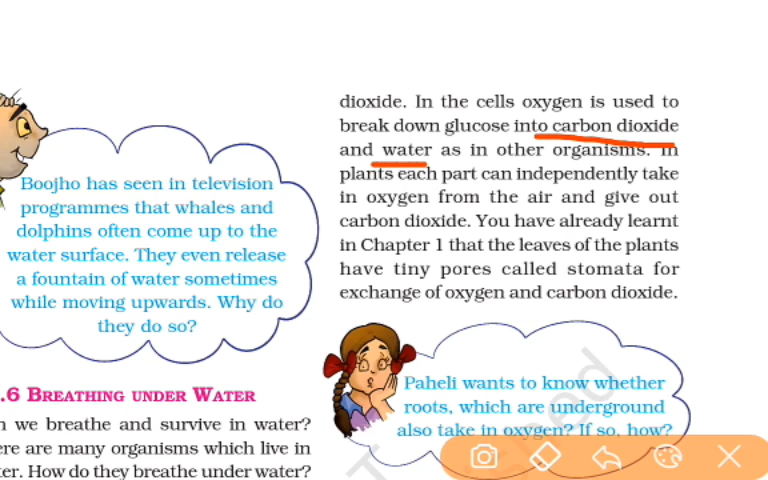 Boojho has seen in television
programmes that whales and
dolphins often come up to the
water surface. They even release
a fountain of water sometimes
while moving upwards. Why do
they do so?
.6 BREATHING UNDER WATER
we breathe and survive in water?
are many organisms which live in
How do they breathe under water?
dioxide. In the cells oxygen is used to
break down glucose into carbon dioxide
and water as in other organisms. In
plants each part can independently take
in oxygen from the air and give out
carbon dioxide. You have already learnt
in Chapter 1 that the leaves of the plants
have tiny pores called stomata for
exchange of oxygen and carbon dioxide.
Paheli wants to know whether
roots, which are underground
also take in oxygen? If so, how?